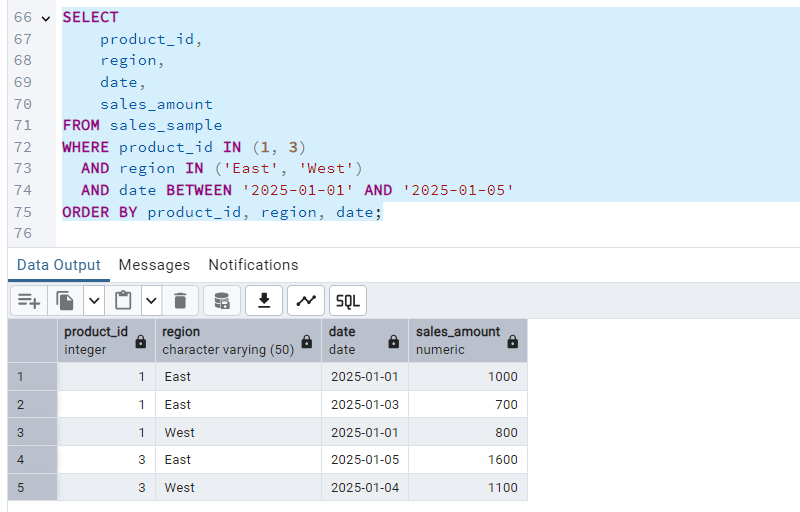 66 SELECT
67 product_id,
68 region,
69 date,
70 sales_amount
71 FROM sales_sample
72 WHERE product_id IN (1, 3)
73 AND region IN ('East', 'West')
74 AND date BETWEEN '2025-01-01' AND '2025-01-05'
75 ORDER BY product_id, region, date;
76
Data Output Messages Notifications
SQL
product_id region date sales_amount
integer character varying (50) date numeric
1 1 East 2025-01-01 1000
2 1 East 2025-01-03 700
3 1 West 2025-01-01 800
4 3 East 2025-01-05 1600
5 3 West 2025-01-04 1100